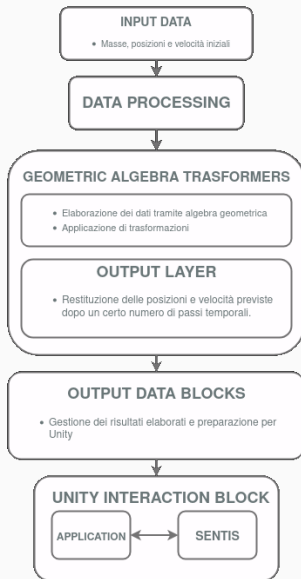 INPUT DATA
Masse, posizioni e velocità iniziali
DATA PROCESSING
GEOMETRIC ALGEBRA TRASFORMERS
Elaborazione dei dati tramite algebra geometrica
Applicazione di trasformazioni
OUTPUT LAYER
Restituzione delle posizioni e velocità previste
dopo un certo numero di passi temporali.
OUTPUT DATA BLOCKS
Gestione dei risultati elaborati e preparazione per
Unity
UNITY INTERACTION BLOCK
APPLICATION
SENTIS